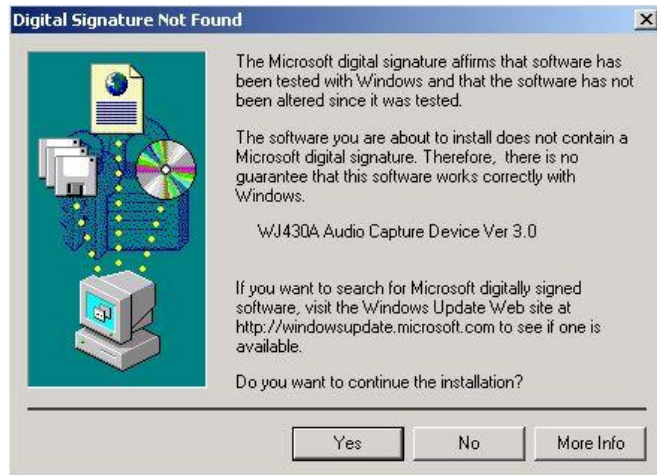 Digital Signature Not Found
The Microsoft digital signature affirms that software has
been tested with Windows and that the software has not
been altered since it was tested.
The software you are about to install does not contain a
Microsoft digital signature. Therefore, there is no
guarantee that this software works correctly with
Windows.
WJ430A Audio Capture Device Ver 3.0
If you want to search for Microsoft digitally signed
software, visit the Windows Update Web site at
http://windowsupdate.microsoft.com to see if one is
available.
Do you want to continue the installation?
Yes
No
More Info